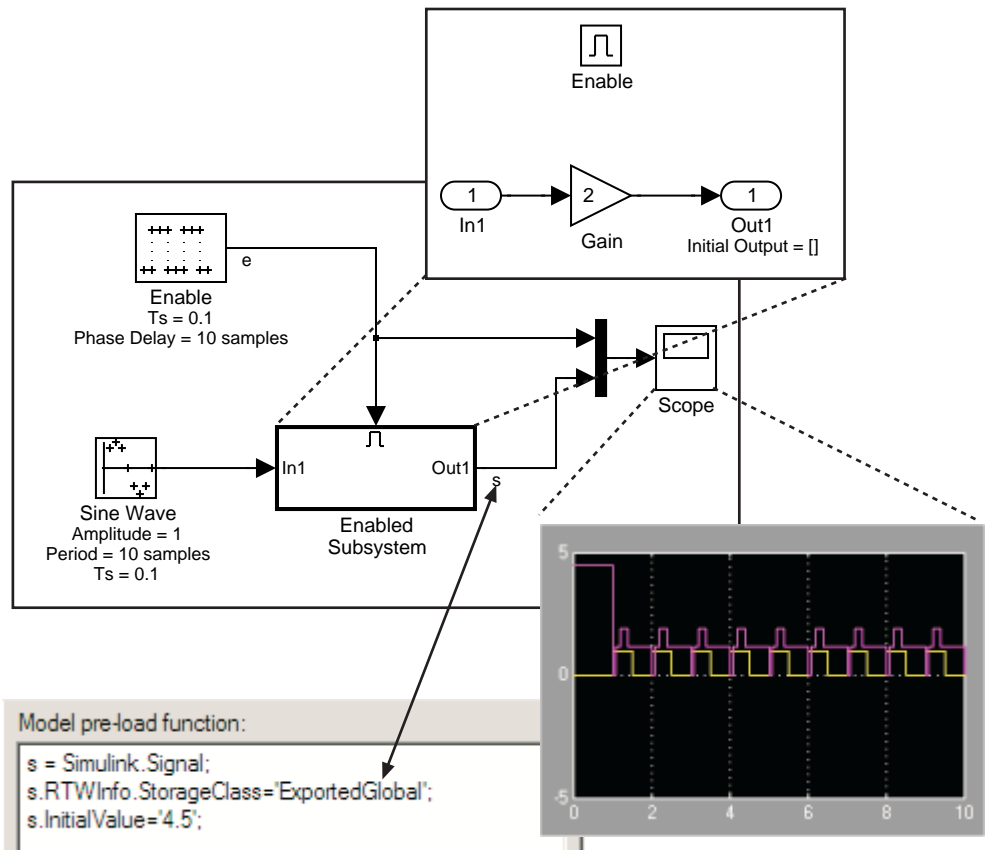 Enable
1
In1
2
Gain
1
Out1
Initial Output = []
e
Enable
Ts = 0.1
Phase Delay = 10 samples
Scope
In1
Out1
s
Enabled
Subsystem
Sine Wave
Amplitude = 1
Period = 10 samples
Ts = 0.1
5
0
-5
0 2 4 6 8 10
Model pre-load function:
s = Simulink.Signal;
s.RTWInfo.StorageClass='ExportedGlobal';
s.InitialValue='4.5';